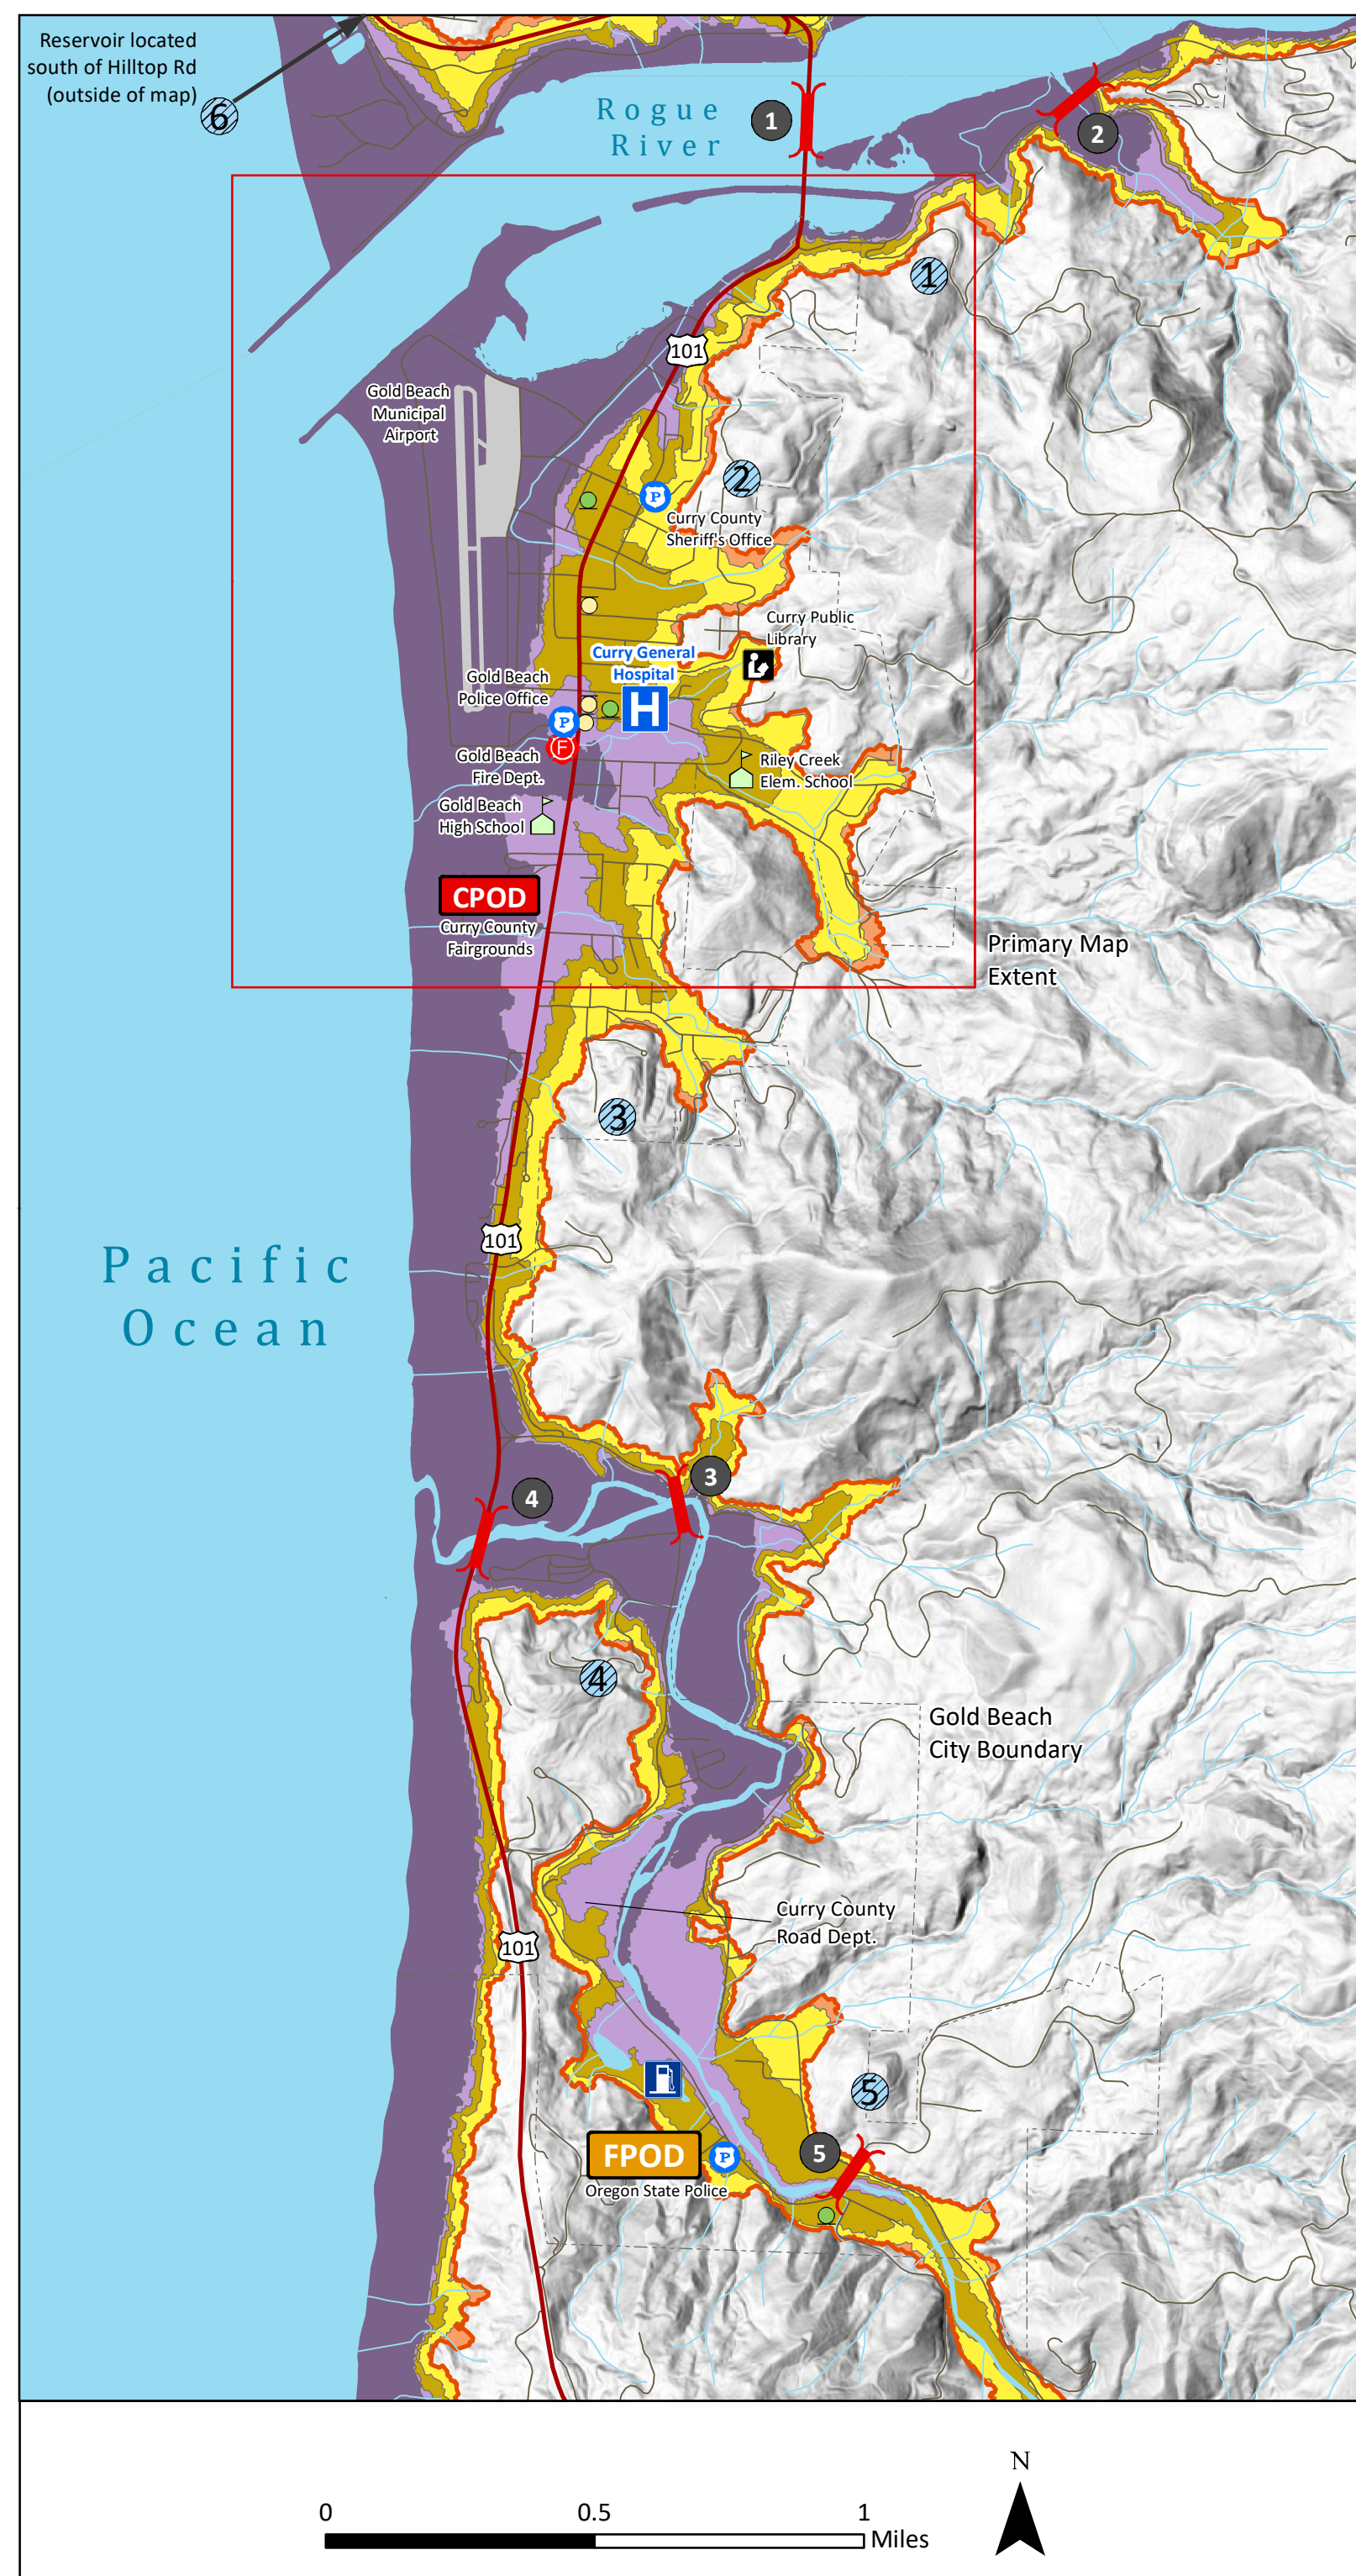 Reservoir located
south of Hilltop Rd
(outside of map)
6
Rogue
River
1
2
1
101
Gold Beach
Municipal
Airport
2
P
Curry County
Sheriff's Office
Curry Public
Library
Curry General
Hospital
H
Gold Beach
Police Office
P
F
Gold Beach
Fire Dept.
Riley Creek
Elem. School
Gold Beach
High School
CPOD
Curry County
Fairgrounds
Primary Map
Extent
3
101
Pacific
Ocean
3
4
4
Gold Beach
City Boundary
Curry County
Road Dept.
101
5
5
FPOD
P
Oregon State Police
N
0 0.5 1
Miles